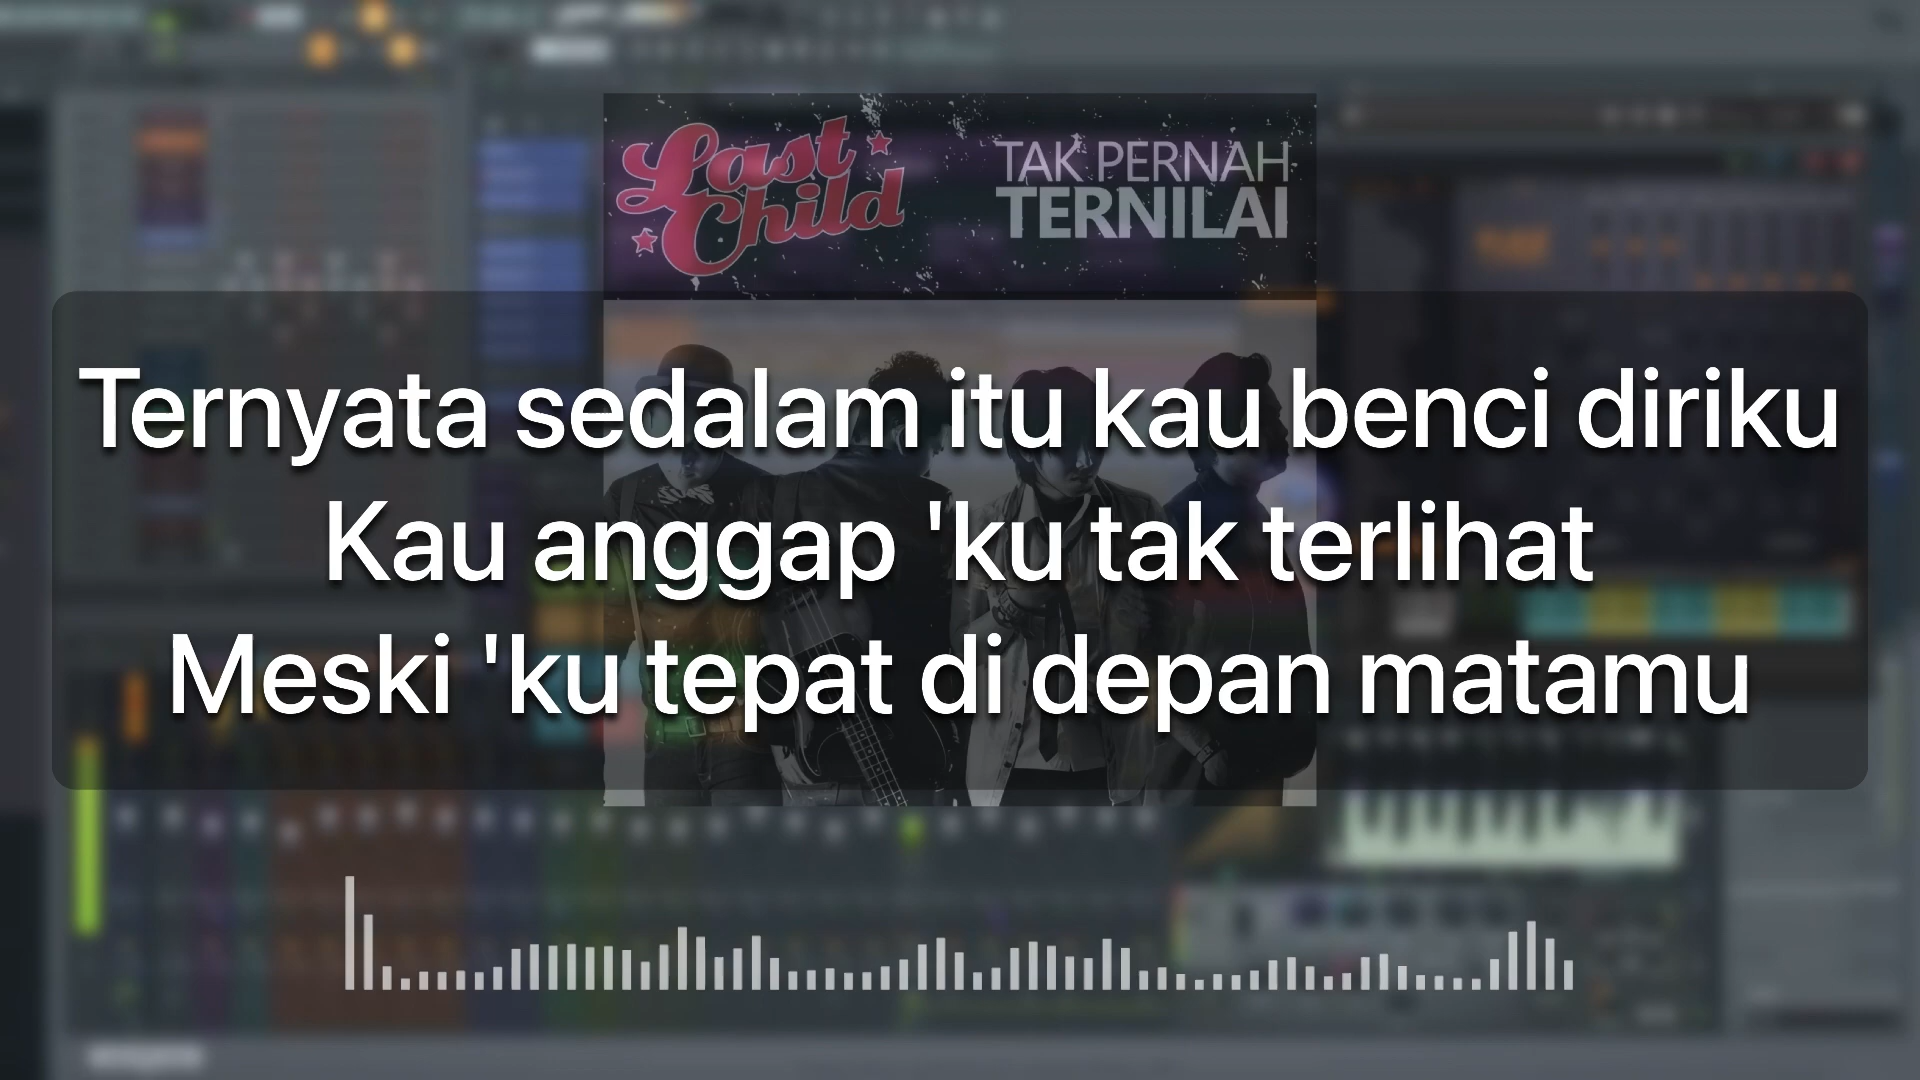 Last
Child
TAK PERNAH
TERNILAI
Ternyata sedalam itu kau benci diriku
Kau anggap 'ku tak terlihat
Meski 'ku tepat di depan matamu